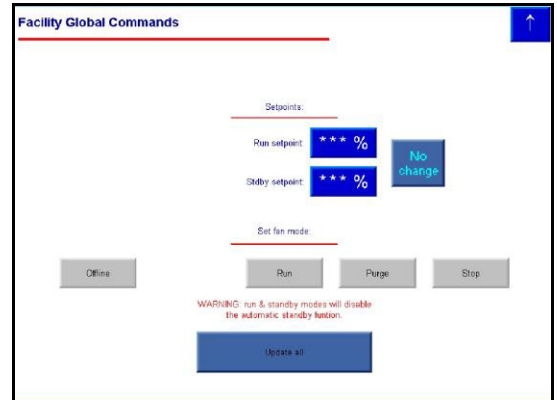 Facility Global Commands
↑
Setpoints:
Run setpoint: *** %
No change
Stdby setpoint: *** %
Set fan mode:
Offline Run Purge Stop
WARNING: run & standby modes will disable
the automatic standby funtion.
Update all